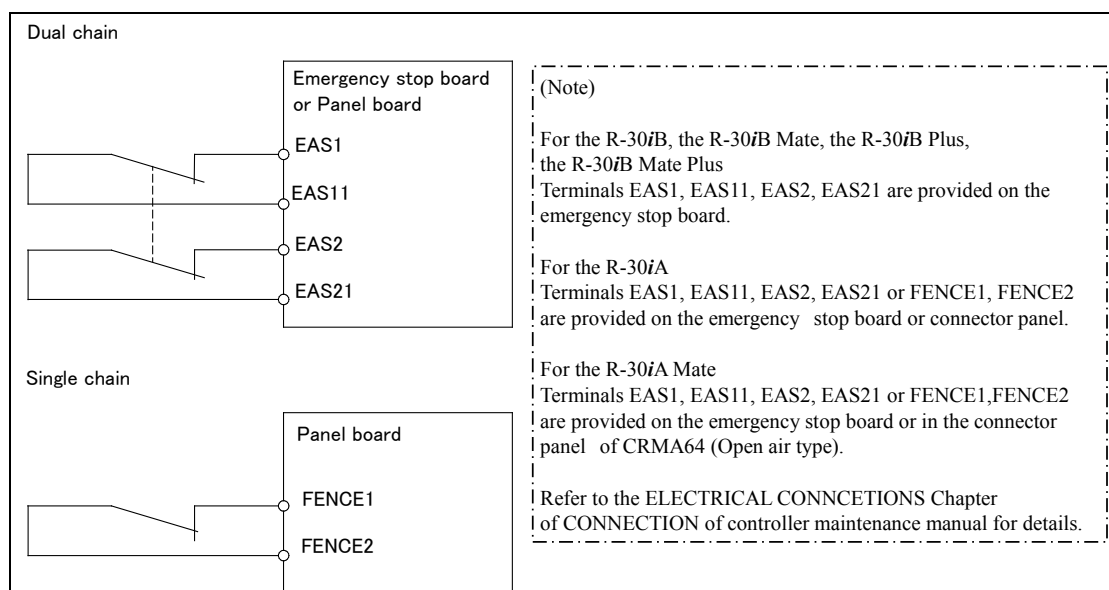 Dual chain
Emergency stop board
or Panel board
EAS1
EAS11
EAS2
EAS21
Single chain
Panel board
FENCE1
FENCE2
(Note)
For the R-30iB, the R-30iB Mate, the R-30iB Plus,
the R-30iB Mate Plus
Terminals EAS1, EAS11, EAS2, EAS21 are provided on the
emergency stop board.
For the R-30iA
Terminals EAS1, EAS11, EAS2, EAS21 or FENCE1, FENCE2
are provided on the emergency stop board or connector panel.
For the R-30iA Mate
Terminals EAS1, EAS11, EAS2, EAS21 or FENCE1,FENCE2
are provided on the emergency stop board or in the connector
panel of CRMA64 (Open air type).
Refer to the ELECTRICAL CONNCETIONS Chapter
of CONNECTION of controller maintenance manual for details.